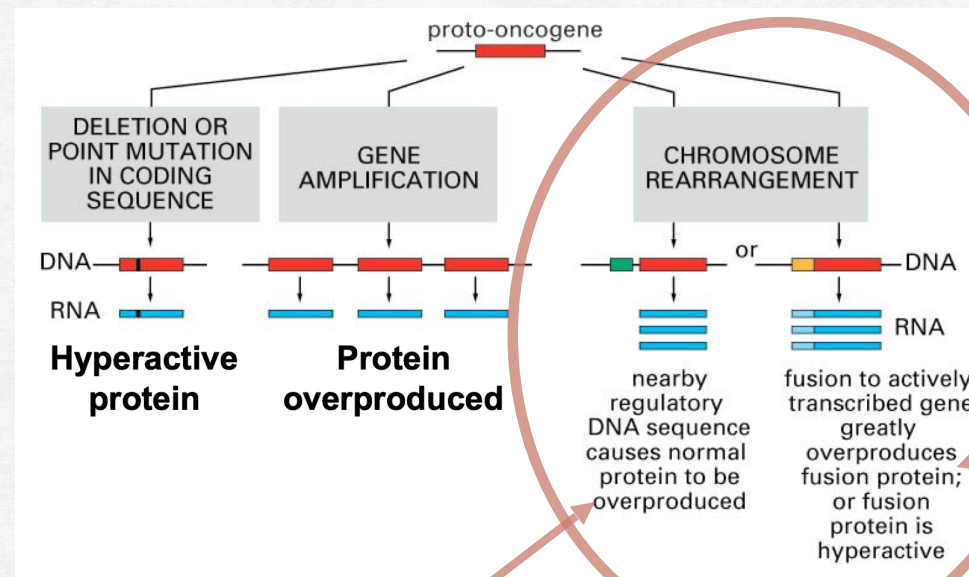 proto-oncogene
DELETION OR
POINT MUTATION
IN CODING
SEQUENCE
GENE
AMPLIFICATION
CHROMOSOME
REARRANGEMENT
DNA
or
DNA
RNA
RNA
Hyperactive
protein
Protein
overproduced
nearby
regulatory
DNA sequence
causes normal
protein to be
overproduced
fusion to actively
transcribed gene
greatly
overproduces
fusion protein;
or fusion
protein is
hyperactive